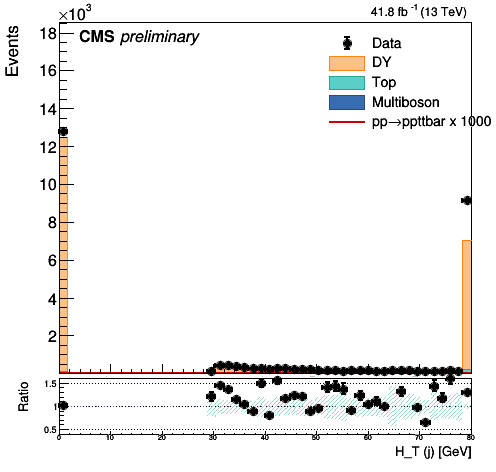 ×10³
41.8 fb ⁻¹ (13 TeV)
Events
CMS preliminary
Data
DY
Top
Multiboson
pp→ppttbar x 1000
18
16
14
12
10
8
6
4
2
Ratio
1.5
1
0.5
0 10 20 30 40 50 60 70 80
H_T (j) [GeV]